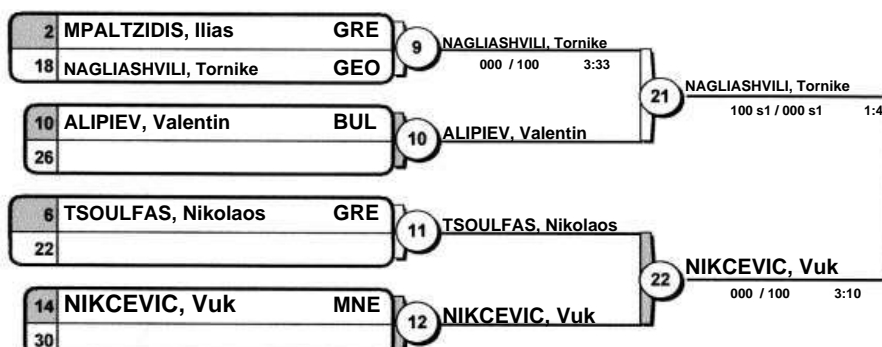 2 MPALTZIDIS, Ilias GRE
18 NAGLIASHVILI, Tornike GEO
9 NAGLIASHVILI, Tornike
000 / 100 3:33
10 ALIPIEV, Valentin BUL
26
10 ALIPIEV, Valentin
21 NAGLIASHVILI, Tornike
100 s1 / 000 s1 1:4
6 TSOULFAS, Nikolaos GRE
22
11 TSOULFAS, Nikolaos
14 NIKCEVIC, Vuk MNE
30
12 NIKCEVIC, Vuk
22 NIKCEVIC, Vuk
000 / 100 3:10